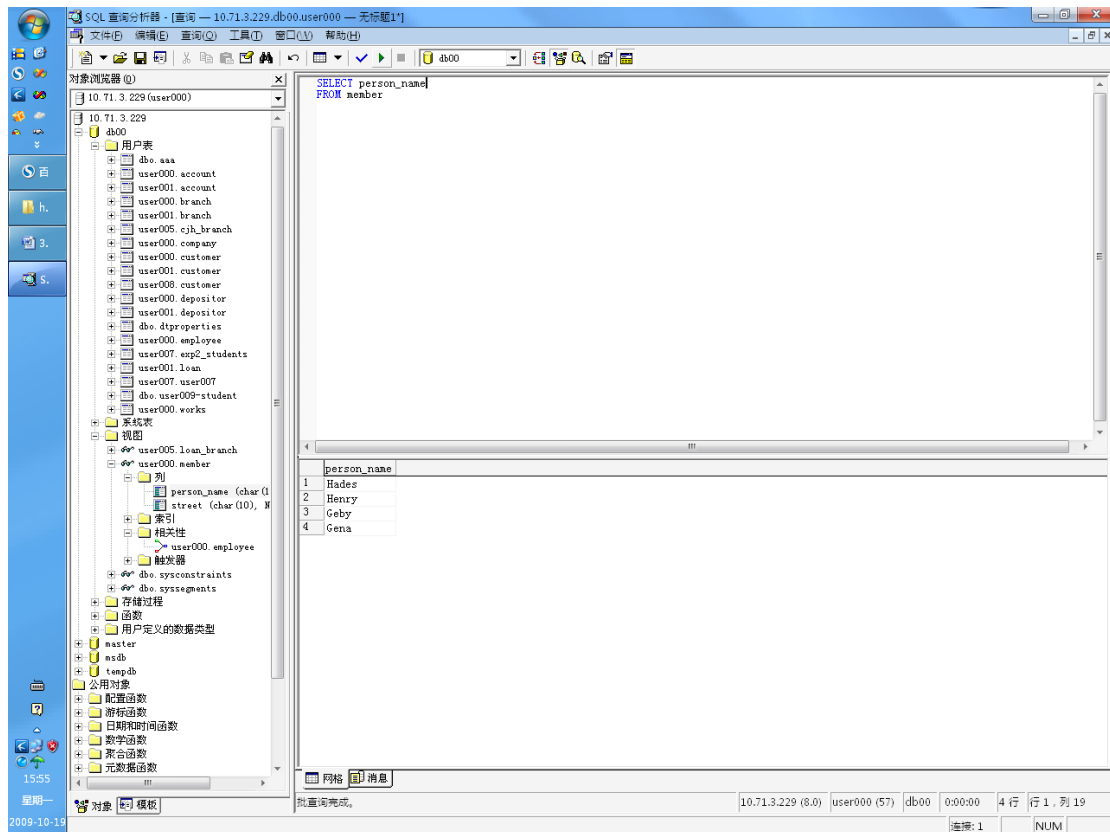 SQL 查询分析器 - [查询 — 10.71.3.229.db00.user000 — 无标题1*]
文件(F) 编辑(E) 查询(Q) 工具(T) 窗口(W) 帮助(H)
db00
对象浏览器(Q)
10.71.3.229(user000)
10.71.3.229
db00
用户表
dbo.aaa
user000.account
user001.account
user000.branch
user001.branch
user005.cjh_branch
user000.company
user000.customer
user001.customer
user008.customer
user000.depositor
user001.depositor
dbo.dtproperties
user000.employee
user007.exp2_students
user001.loan
user007.user007
dbo.user009-student
user000.works
系统表
视图
user005.loan_branch
user000.member
列
person_name (char(1
street (char(10), N
索引
相关性
user000.employee
触发器
dbo.sysconstraints
dbo.syssegments
存储过程
函数
用户定义的数据类型
master
msdb
tempdb
公用对象
配置函数
游标函数
日期和时间函数
数学函数
聚合函数
元数据函数
对象 模板
SELECT person_name
FROM member
person_name
1 Hades
2 Henry
3 Geby
4 Gena
网格 消息
批查询完成。 10.71.3.229 (8.0) user000 (57) db00 0:00:00 4 行 行 1, 列 19
连接: 1 NUM
百
h.
3.
S.
15:55
星期一
2009-10-19